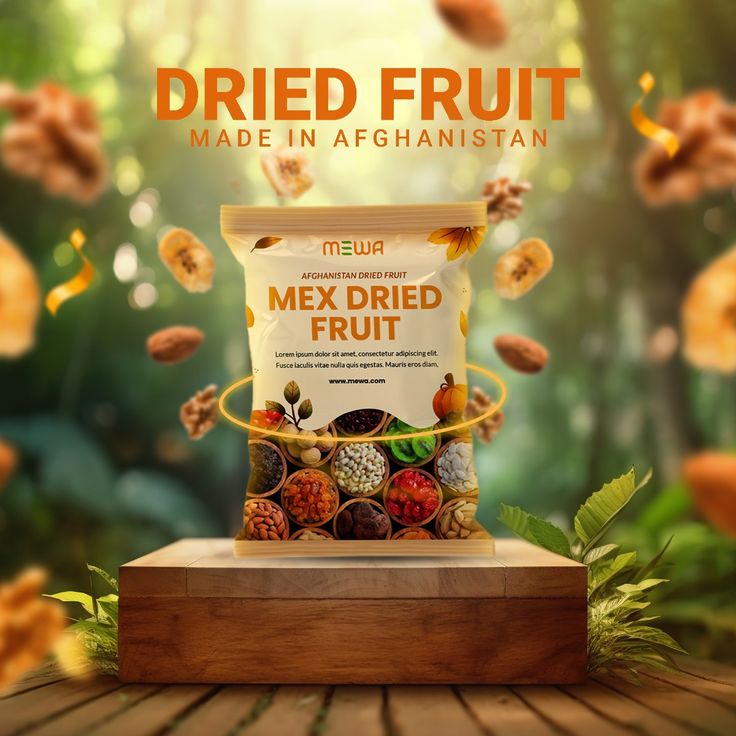 DRIED FRUIT
MADE IN AFGHANISTAN
MEWA
AFGHANISTAN DRIED FRUIT
MEX DRIED
FRUIT
Lorem ipsum dolor sit amet, consectetur adipiscing elit.
Fusce iaculis vitae nulla quis egestas. Mauris eros diam,
www.mewa.com